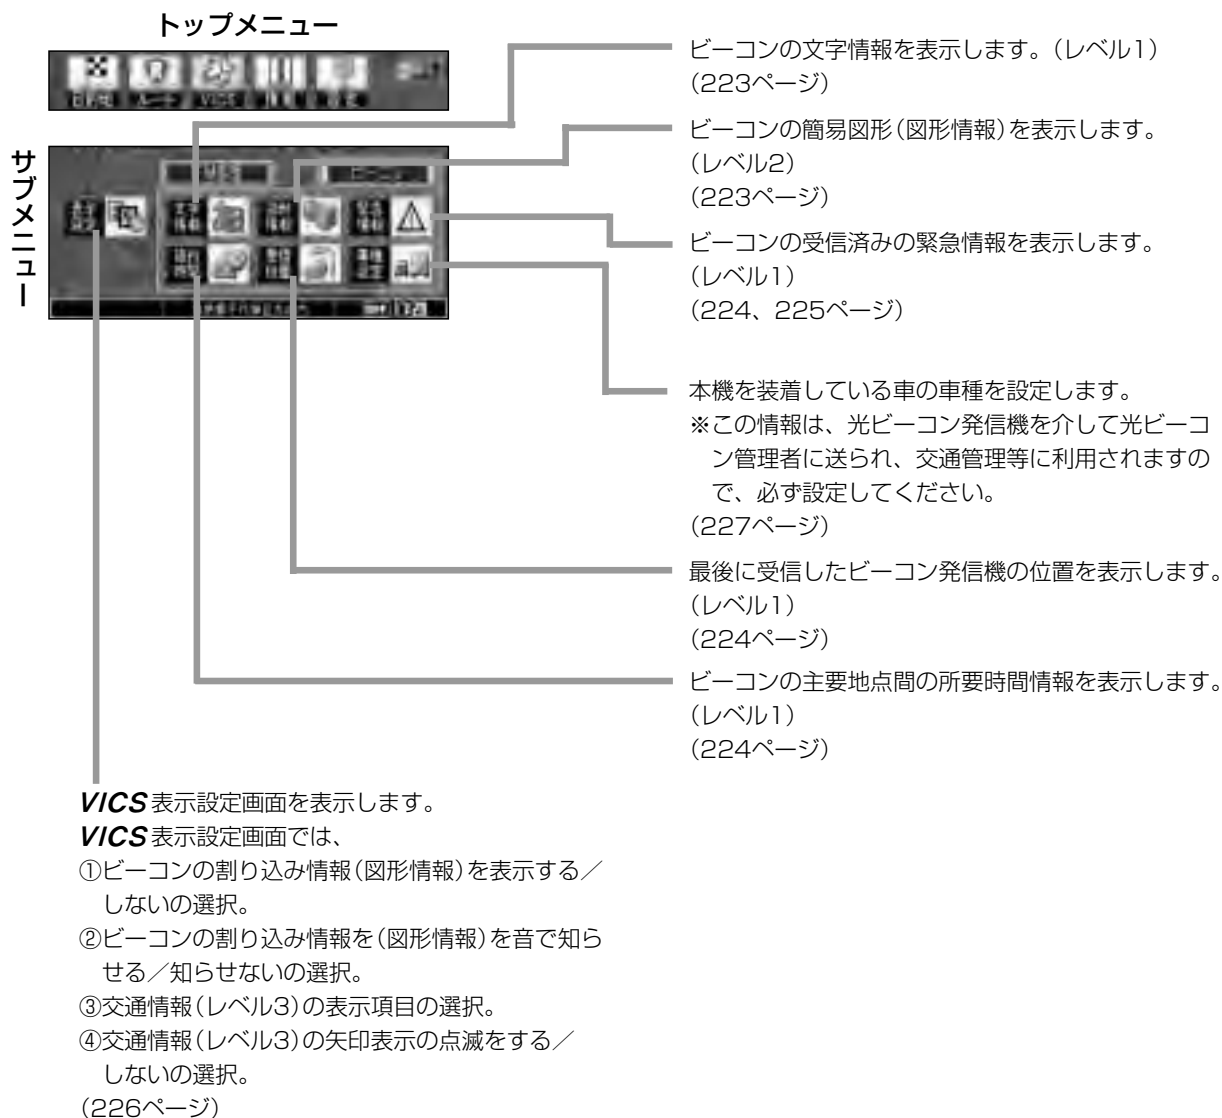 トップメニュー
サブメニュー
VICS
ビーコンの文字情報を表示します。(レベル1)
(223ページ)
ビーコンの簡易図形(図形情報)を表示します。
(レベル2)
(223ページ)
ビーコンの受信済みの緊急情報を表示します。
(レベル1)
(224、225ページ)
本機を装着している車の車種を設定します。
※この情報は、光ビーコン発信機を介して光ビーコ
ン管理者に送られ、交通管理等に利用されますの
で、必ず設定してください。
(227ページ)
最後に受信したビーコン発信機の位置を表示します。
(レベル1)
(224ページ)
ビーコンの主要地点間の所要時間情報を表示します。
(レベル1)
(224ページ)
VICS表示設定画面を表示します。
VICS表示設定画面では、
①ビーコンの割り込み情報(図形情報)を表示する/
しないの選択。
②ビーコンの割り込み情報を(図形情報)を音で知ら
せる/知らせないの選択。
③交通情報(レベル3)の表示項目の選択。
④交通情報(レベル3)の矢印表示の点滅をする/
しないの選択。
(226ページ)